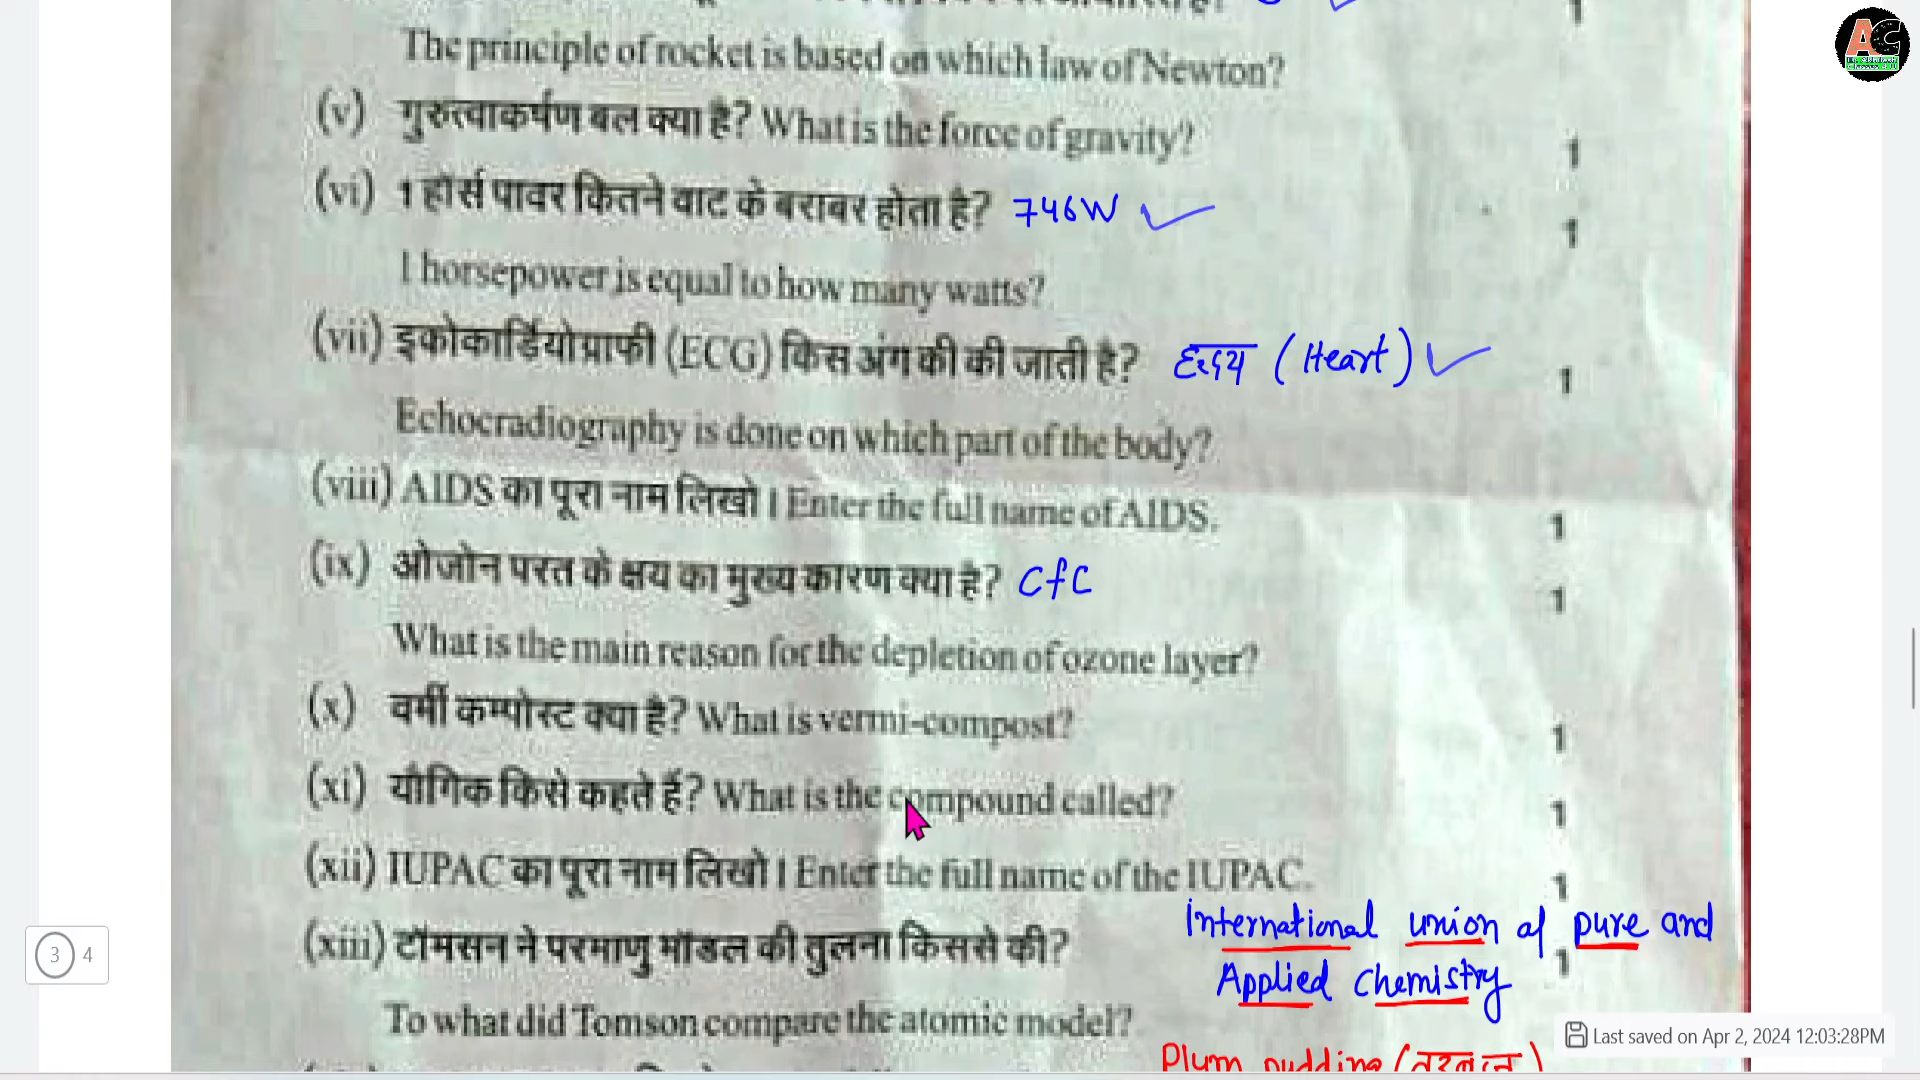 The principle of rocket is based on which law of Newton?
1
(v) गुरुत्वाकर्षण बल क्या है? What is the force of gravity?
1
(vi) 1 हॉर्स पावर कितने वाट के बराबर होता है? 746W
1
1 horsepower is equal to how many watts?
(vii) इकोकार्डियोग्राफी (ECG) किस अंग की की जाती है? हृदय (Heart)
1
Echocradiography is done on which part of the body?
(viii) AIDS का पूरा नाम लिखो। Enter the full name of AIDS.
1
(ix) ओजोन परत के क्षय का मुख्य कारण क्या है? CfC
1
What is the main reason for the depletion of ozone layer?
(x) वर्मी कम्पोस्ट क्या है? What is vermi-compost?
1
(xi) यौगिक किसे कहते हैं? What is the compound called?
1
(xii) IUPAC का पूरा नाम लिखो। Enter the full name of the IUPAC.
1
International union of pure and
Applied Chemistry
(xiii) टॉमसन ने परमाणु मॉडल की तुलना किससे की?
1
To what did Tomson compare the atomic model?
Plum pudding (तरबूज)
3 4
Last saved on Apr 2, 2024 12:03:28PM
AC